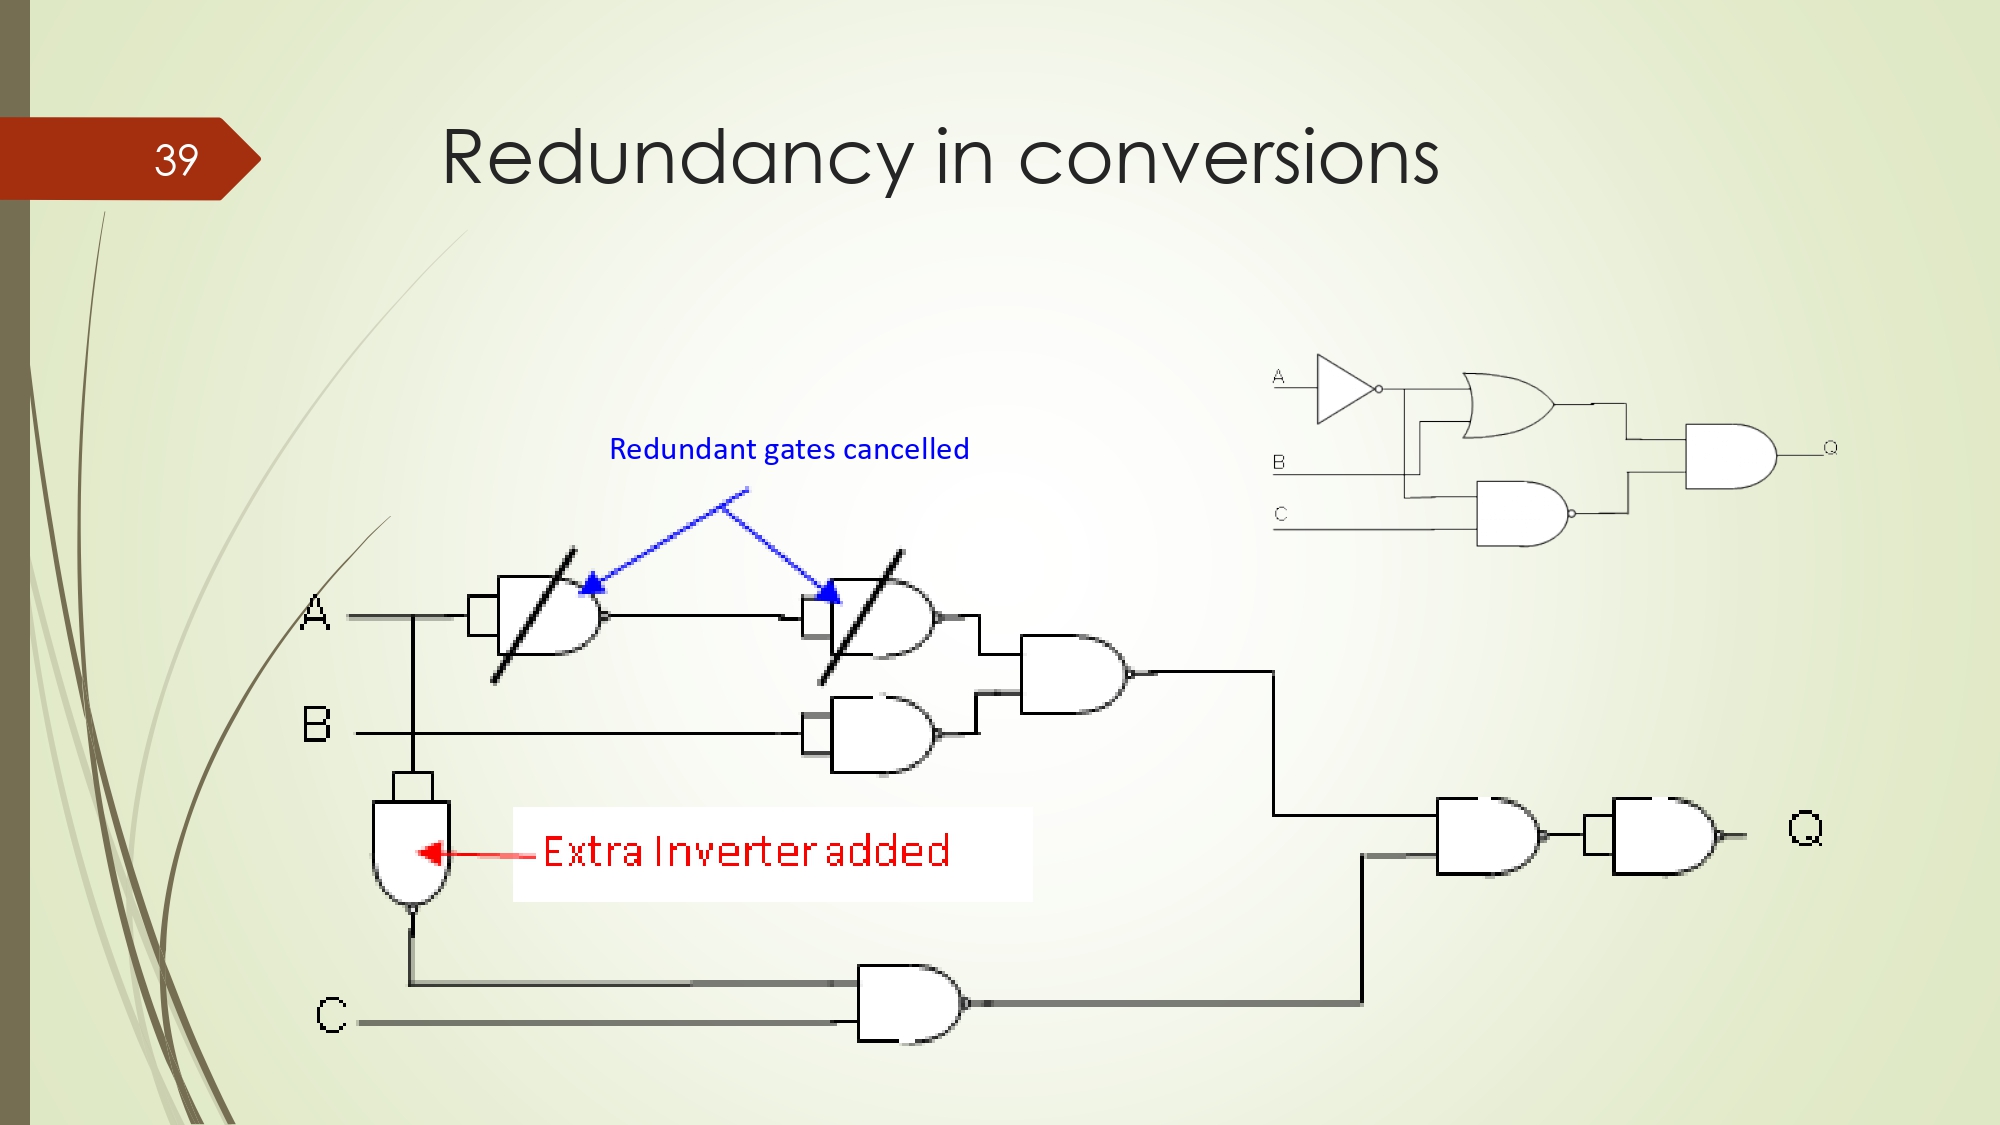 39
Redundancy in conversions
A
B
C
Q
Redundant gates cancelled
A
B
C
Extra Inverter added
Q